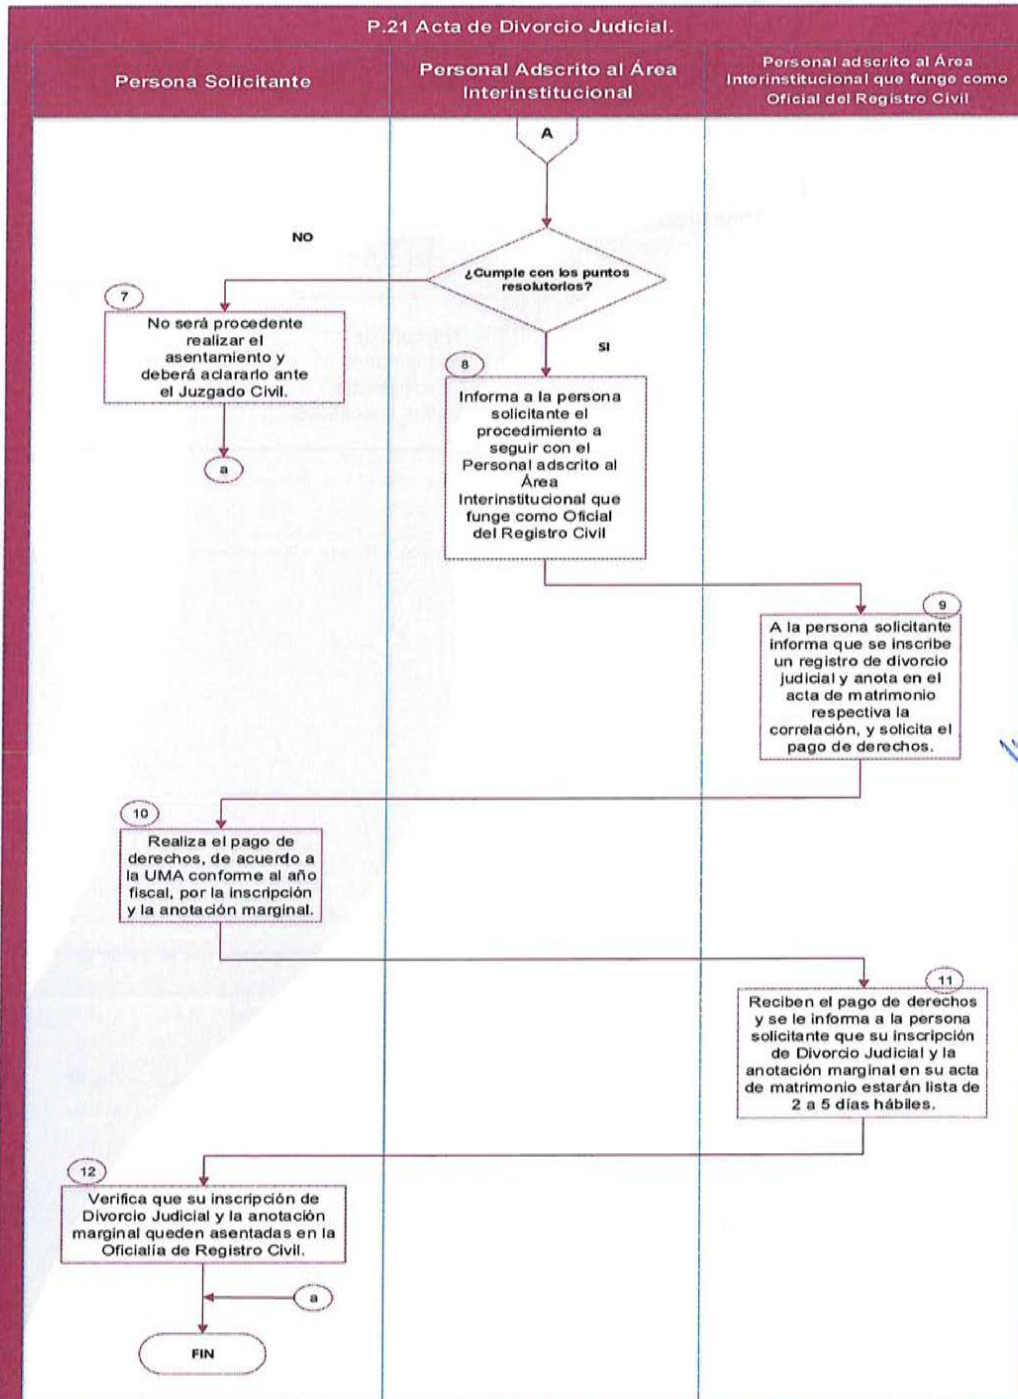 P.21 Acta de Divorcio Judicial.
Persona Solicitante
Personal Adscrito al Área
Interinstitucional
Personal adscrito al Área
Interinstitucional que funge como
Oficial del Registro Civil
A
NO
¿Cumple con los puntos
resolutorios?
7
No será procedente
realizar el
asentamiento y
deberá aclararlo ante
el Juzgado Civil.
a
SI
8
Informa a la persona
solicitante el
procedimiento a
seguir con el
Personal adscrito al
Área
Interinstitucional que
funge como Oficial
del Registro Civil
9
A la persona solicitante
informa que se inscribe
un registro de divorcio
judicial y anota en el
acta de matrimonio
respectiva la
correlación, y solicita el
pago de derechos.
10
Realiza el pago de
derechos, de acuerdo a
la UMA conforme al año
fiscal, por la inscripción
y la anotación marginal.
11
Reciben el pago de derechos
y se le informa a la persona
solicitante que su inscripción
de Divorcio Judicial y la
anotación marginal en su acta
de matrimonio estarán lista de
2 a 5 días hábiles.
12
Verifica que su inscripción de
Divorcio Judicial y la anotación
marginal queden asentadas en la
Oficialía de Registro Civil.
a
FIN